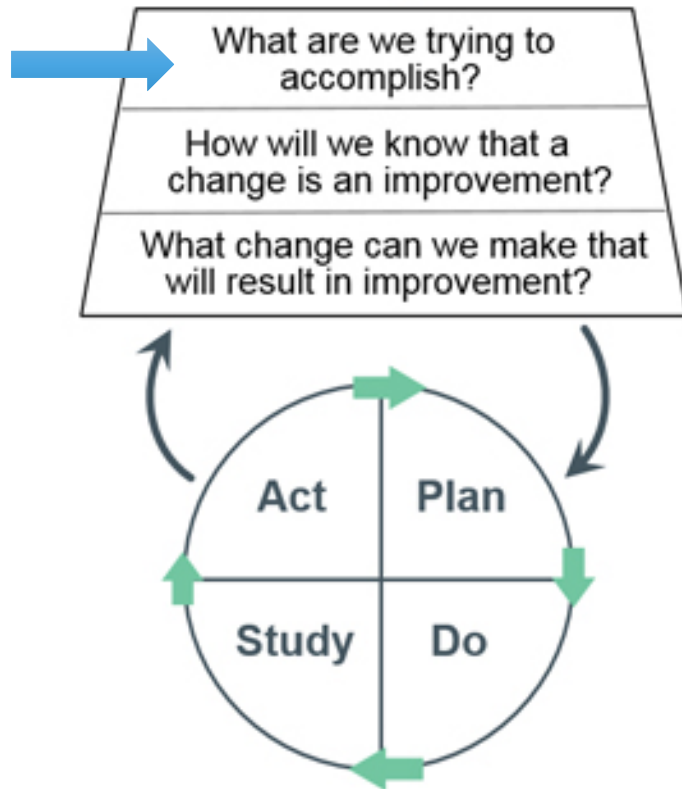 What are we trying to
accomplish?
How will we know that a
change is an improvement?
What change can we make that
will result in improvement?
Act
Plan
Study
Do